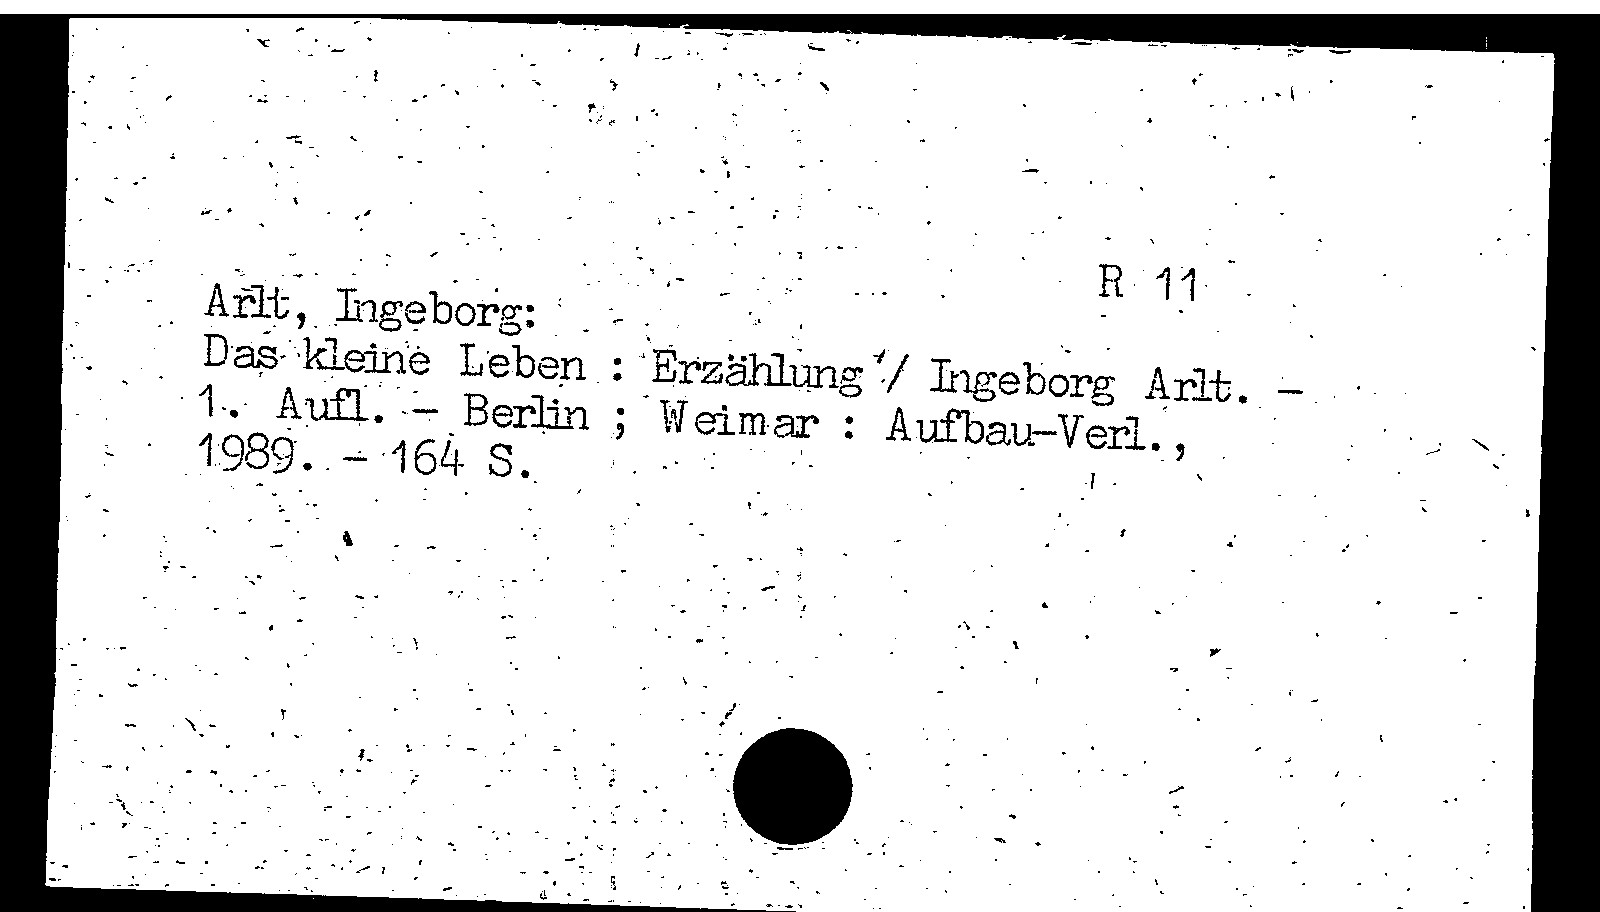 R 11
Arlt, Ingeborg:
Das kleine Leben : Erzählung / Ingeborg Arlt. -
1. Aufl. - Berlin ; Weimar : Aufbau-Verl.,
1989. - 164 S.